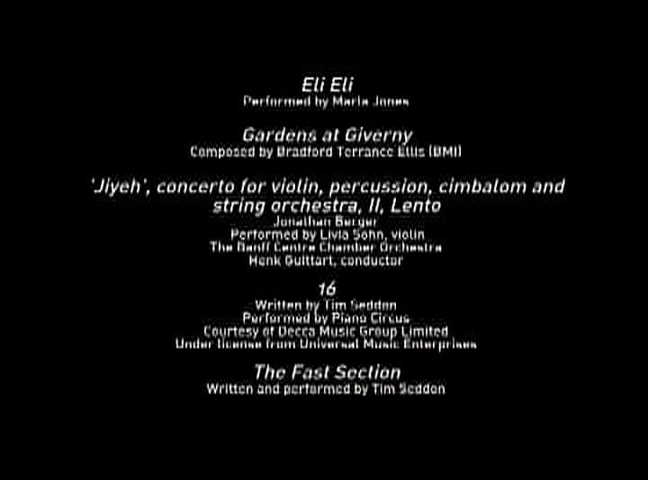 Eli Eli
Performed by Marla Jones
Gardens at Giverny
Composed by Bradford Terrance Ellis (BMI)
'Jiyeh', concerto for violin, percussion, cimbalom and
string orchestra, II, Lento
Jonathan Berger
Performed by Livia Sohn, violin
The Banff Centre Chamber Orchestra
Henk Guittart, conductor
16
Written by Tim Seddon
Performed by Piano Circus
Courtesy of Decca Music Group Limited
Under license from Universal Music Enterprises
The Fast Section
Written and performed by Tim Seddon